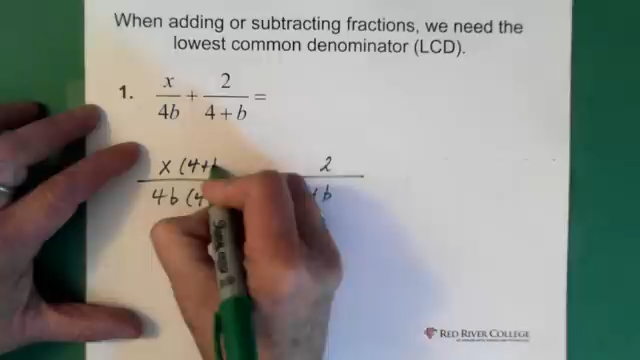 When adding or subtracting fractions, we need the
lowest common denominator (LCD).
1. x/4b + 2/(4 + b) =
x (4+b 2
4b (4 +b
RED RIVER COLLEGE